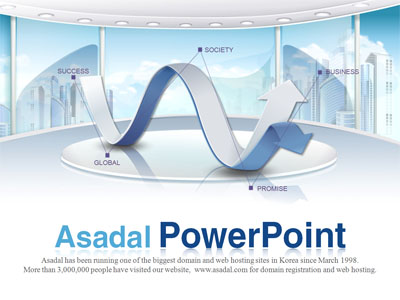 SOCIETY
SUCCESS
BUSINESS
GLOBAL
PROMISE
Asadal PowerPoint
Asadal has been running one of the biggest domain and web hosting sites in Korea since March 1998.
More than 3,000,000 people have visited our website, www.asadal.com for domain registration and web hosting.